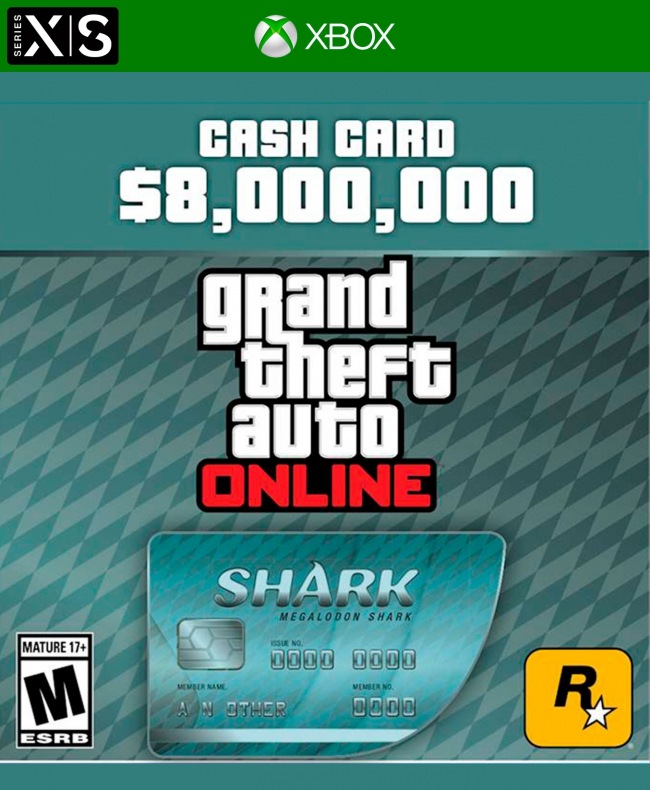 SERIES X|S
XBOX
CASH CARD
$8,000,000
grand
theft
auto
ONLINE
SHARK
MEGALODON SHARK
ISSUE NO.
0000 0000
MEMBER NAME
MEMBER NO.
A N OTHER
0000
MATURE 17+
M
ESRB
R
®